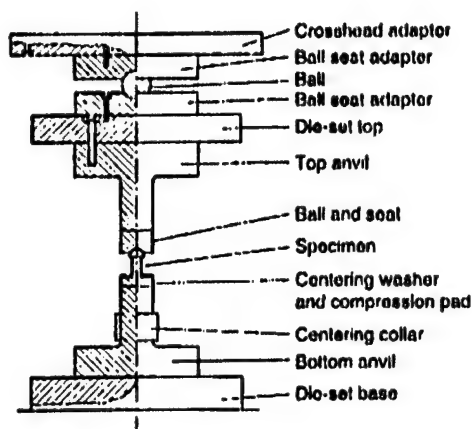 Crosshead adaptor
Ball seat adaptor
Ball
Ball seat adaptor
Die-set top
Top anvil
Ball and seat
Specimen
Centering washer
and compression pad
Centering collar
Bottom anvil
Die-set base